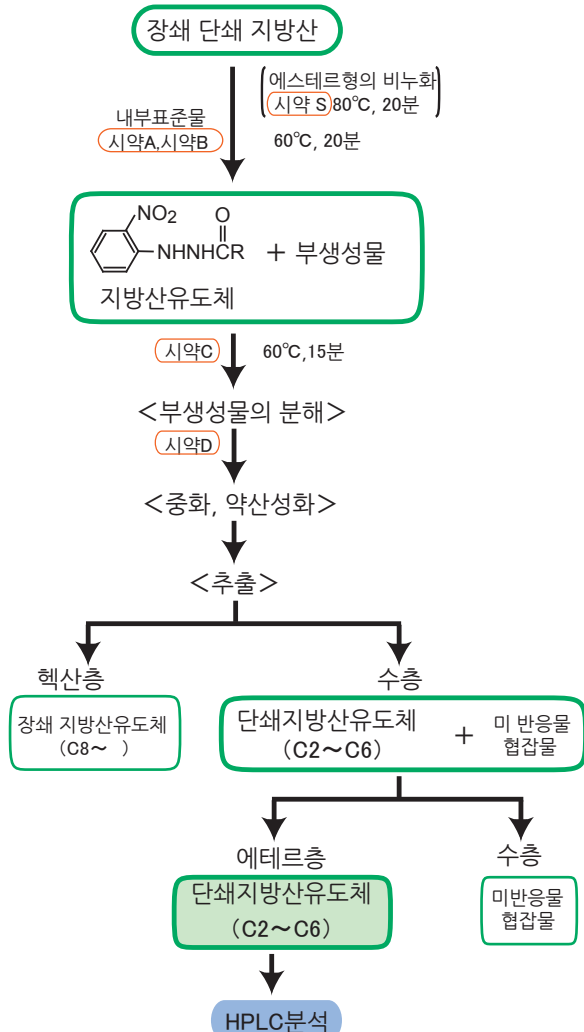 장쇄 단쇄 지방산
에스테르형의 비누화
시약 S 80℃, 20분
내부표준물
시약A,시약B
60℃, 20분
NO2
O
NHNHCR + 부생성물
지방산유도체
시약C 60℃,15분
<부생성물의 분해>
시약D
<중화, 약산성화>
<추출>
헥산층
수층
장쇄 지방산유도체
(C8～ )
단쇄지방산유도체
(C2～C6)
+
미 반응물
협잡물
에테르층
수층
단쇄지방산유도체
(C2～C6)
미반응물
협잡물
HPLC분석